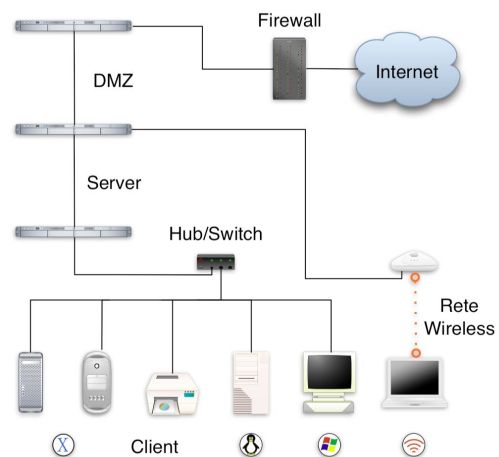 Firewall
Internet
DMZ
Server
Hub/Switch
Rete
Wireless
X
Client